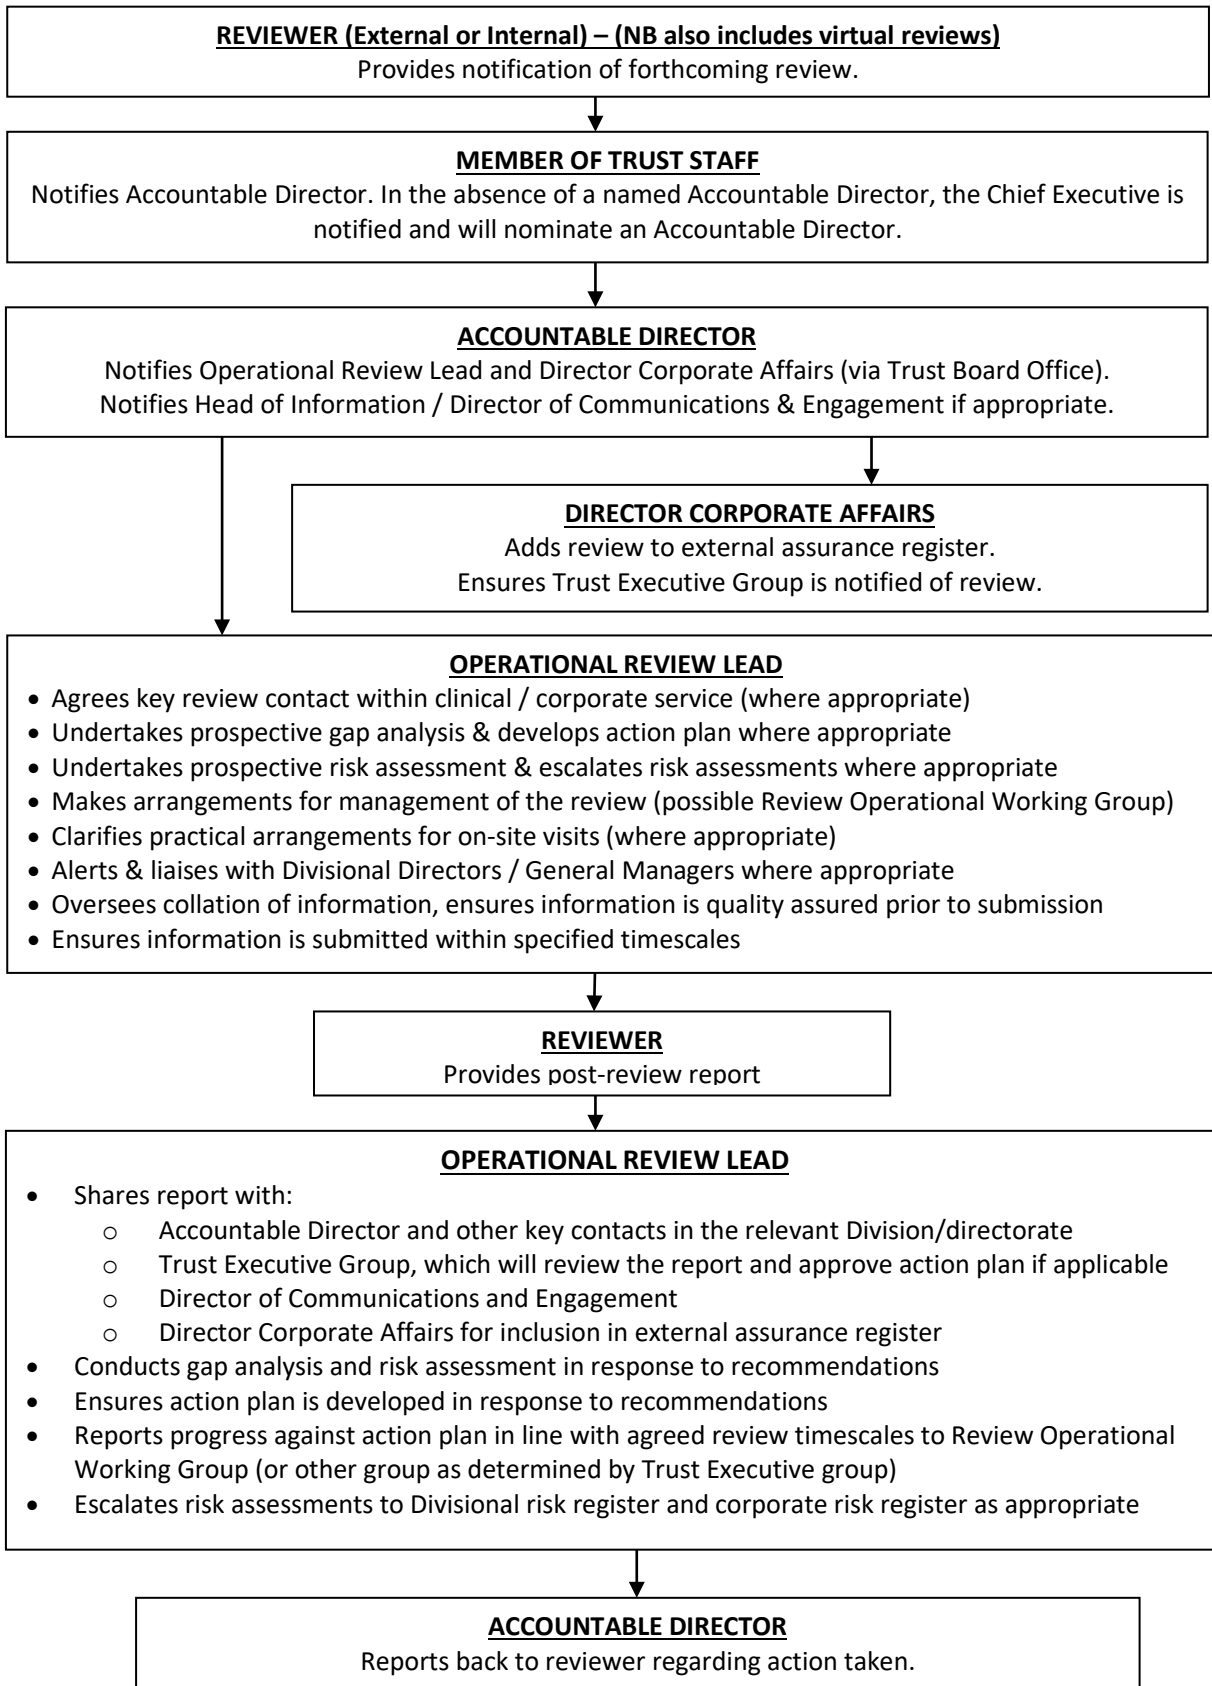 REVIEWER (External or Internal) – (NB also includes virtual reviews)
Provides notification of forthcoming review.
MEMBER OF TRUST STAFF
Notifies Accountable Director. In the absence of a named Accountable Director, the Chief Executive is
notified and will nominate an Accountable Director.
ACCOUNTABLE DIRECTOR
Notifies Operational Review Lead and Director Corporate Affairs (via Trust Board Office).
Notifies Head of Information / Director of Communications & Engagement if appropriate.
DIRECTOR CORPORATE AFFAIRS
Adds review to external assurance register.
Ensures Trust Executive Group is notified of review.
OPERATIONAL REVIEW LEAD
• Agrees key review contact within clinical / corporate service (where appropriate)
• Undertakes prospective gap analysis & develops action plan where appropriate
• Undertakes prospective risk assessment & escalates risk assessments where appropriate
• Makes arrangements for management of the review (possible Review Operational Working Group)
• Clarifies practical arrangements for on-site visits (where appropriate)
• Alerts & liaises with Divisional Directors / General Managers where appropriate
• Oversees collation of information, ensures information is quality assured prior to submission
• Ensures information is submitted within specified timescales
REVIEWER
Provides post-review report
OPERATIONAL REVIEW LEAD
• Shares report with:
o Accountable Director and other key contacts in the relevant Division/directorate
o Trust Executive Group, which will review the report and approve action plan if applicable
o Director of Communications and Engagement
o Director Corporate Affairs for inclusion in external assurance register
• Conducts gap analysis and risk assessment in response to recommendations
• Ensures action plan is developed in response to recommendations
• Reports progress against action plan in line with agreed review timescales to Review Operational
Working Group (or other group as determined by Trust Executive group)
• Escalates risk assessments to Divisional risk register and corporate risk register as appropriate
ACCOUNTABLE DIRECTOR
Reports back to reviewer regarding action taken.